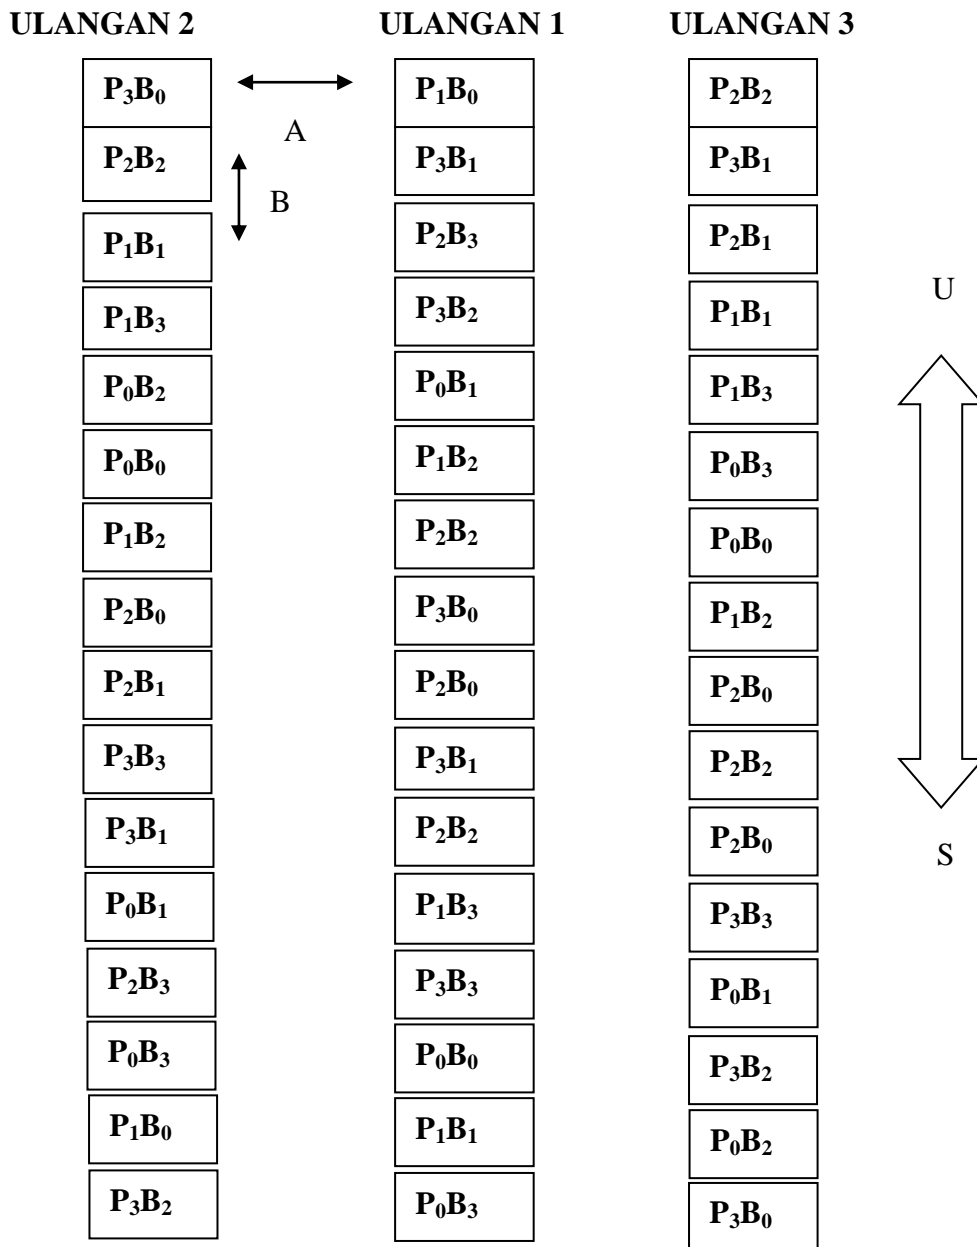 ULANGAN 2 ULANGAN 1 ULANGAN 3
P₃B₀ P₁B₀ P₂B₂
A
P₂B₂ P₃B₁ P₃B₁
B
P₁B₁ P₂B₃ P₂B₁
U
P₁B₃ P₃B₂ P₁B₁
P₀B₂ P₀B₁ P₁B₃
P₀B₀ P₁B₂ P₀B₃
P₁B₂ P₂B₂ P₀B₀
P₂B₀ P₃B₀ P₁B₂
P₂B₁ P₂B₀ P₂B₀
P₃B₃ P₃B₁ P₂B₂
P₃B₁ P₂B₂ P₂B₀
S
P₀B₁ P₁B₃ P₃B₃
P₂B₃ P₃B₃ P₀B₁
P₀B₃ P₀B₀ P₃B₂
P₁B₀ P₁B₁ P₀B₂
P₃B₂ P₀B₃ P₃B₀